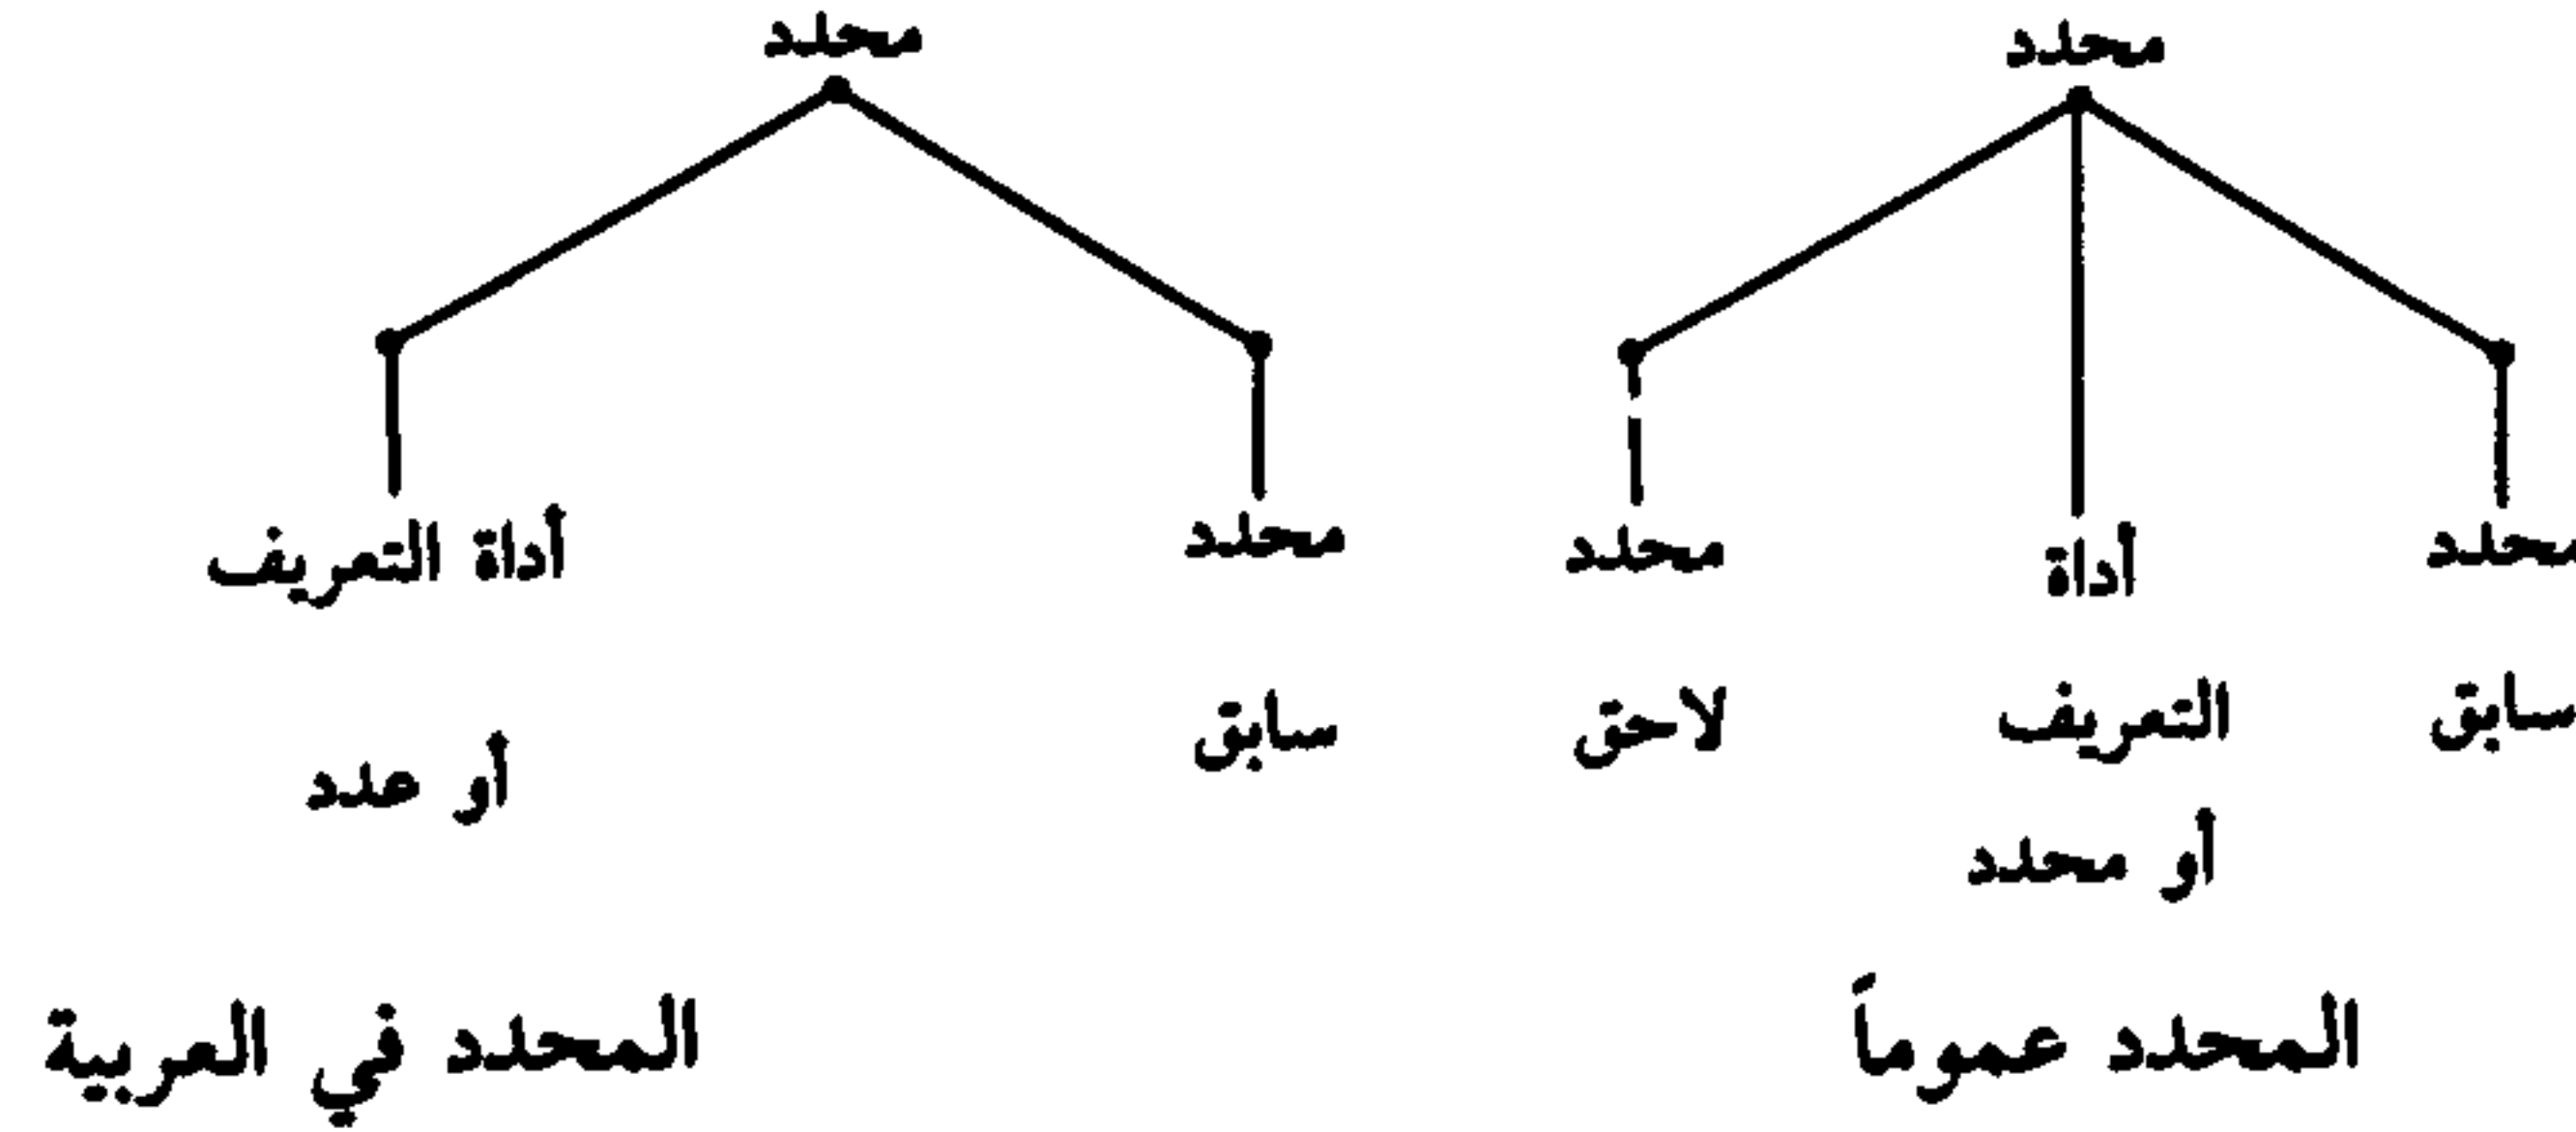 محدد
محدد سابق
أداة التعريف أو محدد
محدد لاحق
المحدد عموماً
محدد
محدد سابق
أداة التعريف
أو عدد
المحدد في العربية